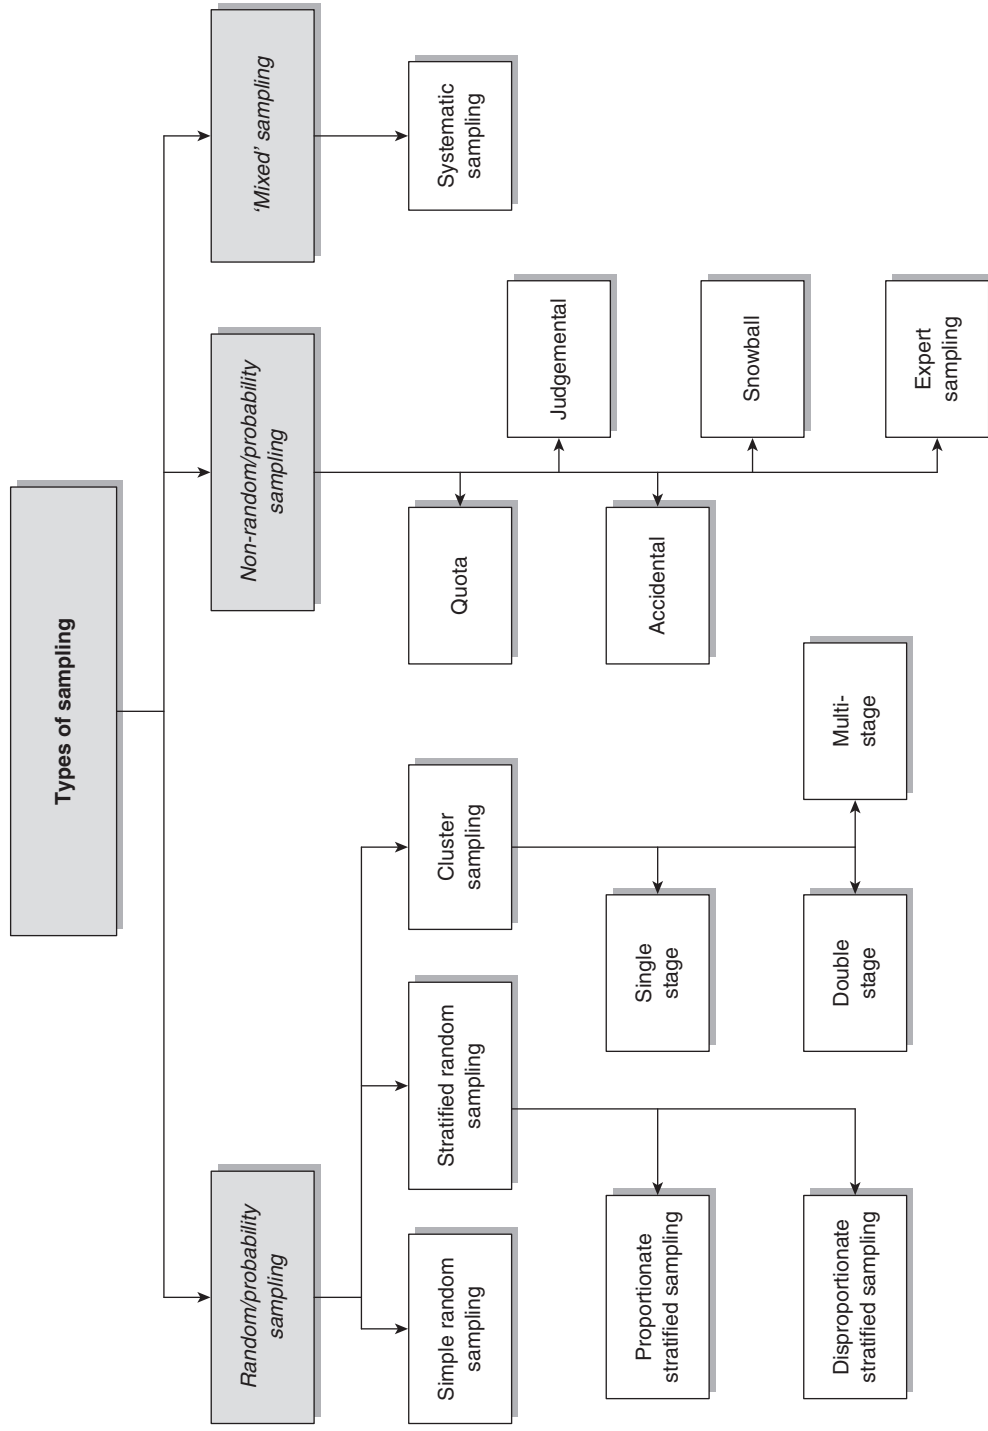 Types of sampling
Random/probability
sampling
Non-random/probability
sampling
'Mixed' sampling
Simple random
sampling
Stratified random
sampling
Cluster
sampling
Quota
Systematic
sampling
Judgemental
Proportionate
stratified sampling
Single
stage
Accidental
Snowball
Disproportionate
stratified sampling
Double
stage
Multi-
stage
Expert
sampling